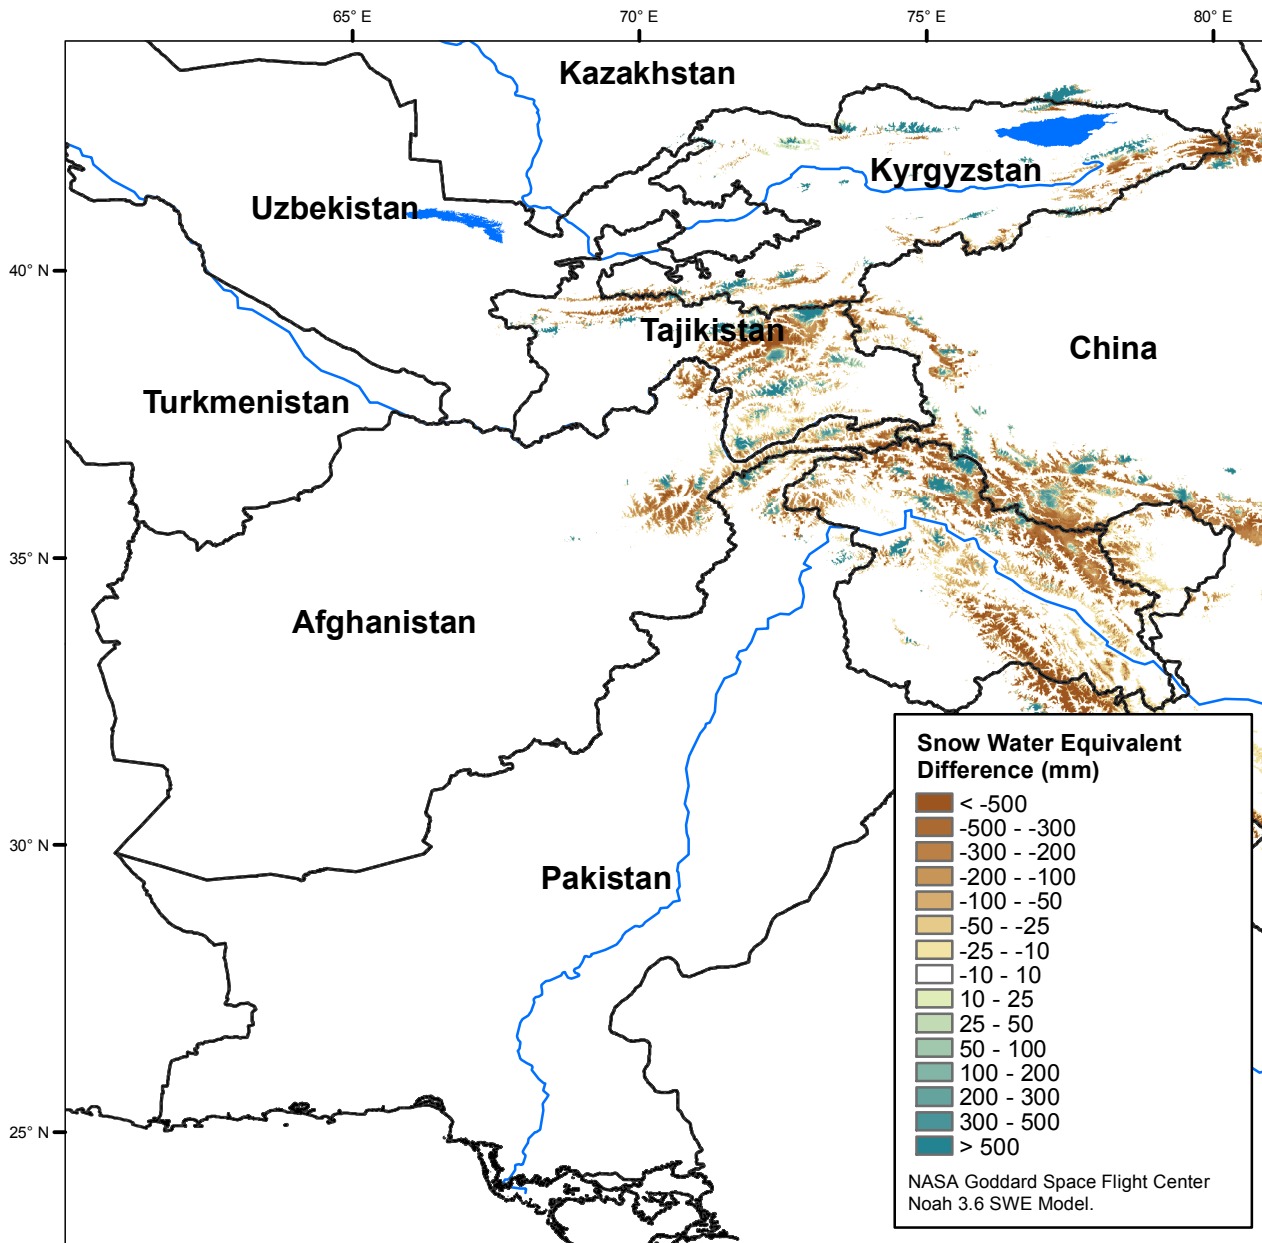 65° E
70° E
75° E
80° E
Kazakhstan
Kyrgyzstan
Uzbekistan
40° N
Tajikistan
China
Turkmenistan
35° N
Afghanistan
30° N
Pakistan
25° N
Snow Water Equivalent
Difference (mm)
< -500
-500 - -300
-300 - -200
-200 - -100
-100 - -50
-50 - -25
-25 - -10
-10 - 10
10 - 25
25 - 50
50 - 100
100 - 200
200 - 300
300 - 500
> 500
NASA Goddard Space Flight Center
Noah 3.6 SWE Model.